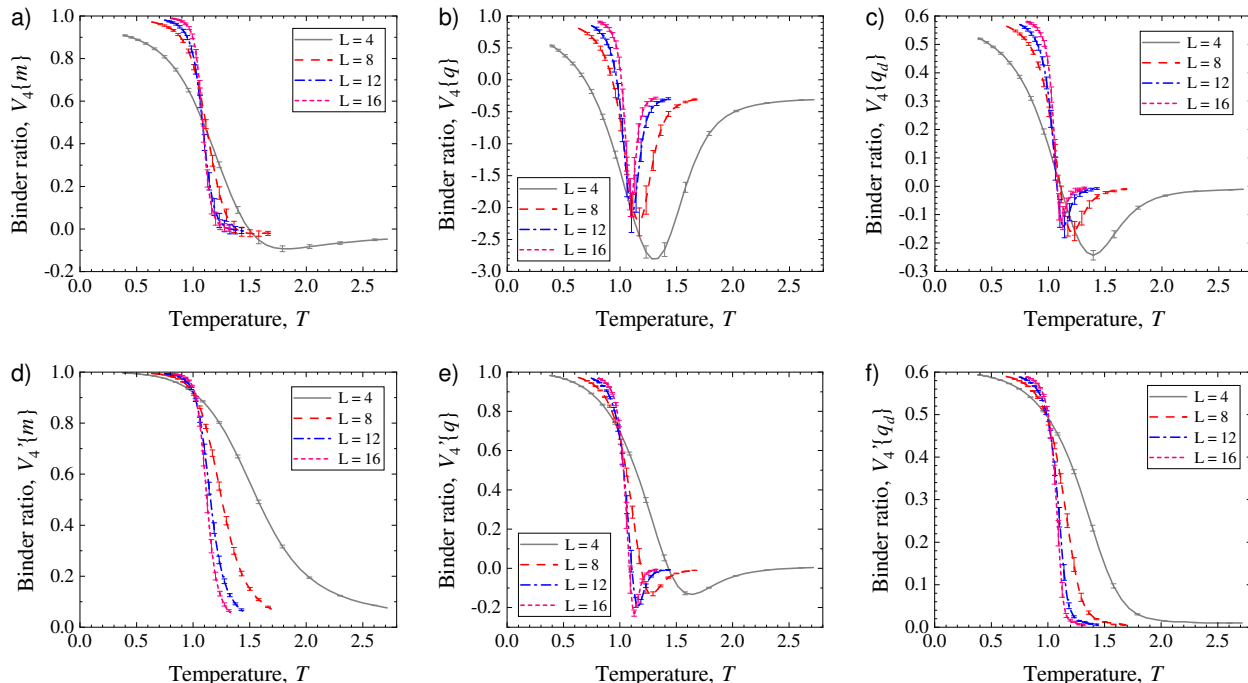 a)
Binder ratio, V₄{m}
1.0
0.8
0.6
0.4
0.2
0.0
-0.2
0.0 0.5 1.0 1.5 2.0 2.5
Temperature, T
L = 4
L = 8
L = 12
L = 16
b)
Binder ratio, V₄{q}
1.0
0.5
0.0
-0.5
-1.0
-1.5
-2.0
-2.5
-3.0
0.0 0.5 1.0 1.5 2.0 2.5
Temperature, T
L = 4
L = 8
L = 12
L = 16
c)
Binder ratio, V₄{q_d}
0.6
0.5
0.4
0.3
0.2
0.1
0.0
-0.1
-0.2
-0.3
0.0 0.5 1.0 1.5 2.0 2.5
Temperature, T
L = 4
L = 8
L = 12
L = 16
d)
Binder ratio, V₄'{m}
1.0
0.8
0.6
0.4
0.2
0.0
0.0 0.5 1.0 1.5 2.0 2.5
Temperature, T
L = 4
L = 8
L = 12
L = 16
e)
Binder ratio, V₄'{q}
1.0
0.8
0.6
0.4
0.2
0.0
-0.2
0.0 0.5 1.0 1.5 2.0 2.5
Temperature, T
L = 4
L = 8
L = 12
L = 16
f)
Binder ratio, V₄'{q_d}
0.6
0.5
0.4
0.3
0.2
0.1
0.0
0.0 0.5 1.0 1.5 2.0 2.5
Temperature, T
L = 4
L = 8
L = 12
L = 16